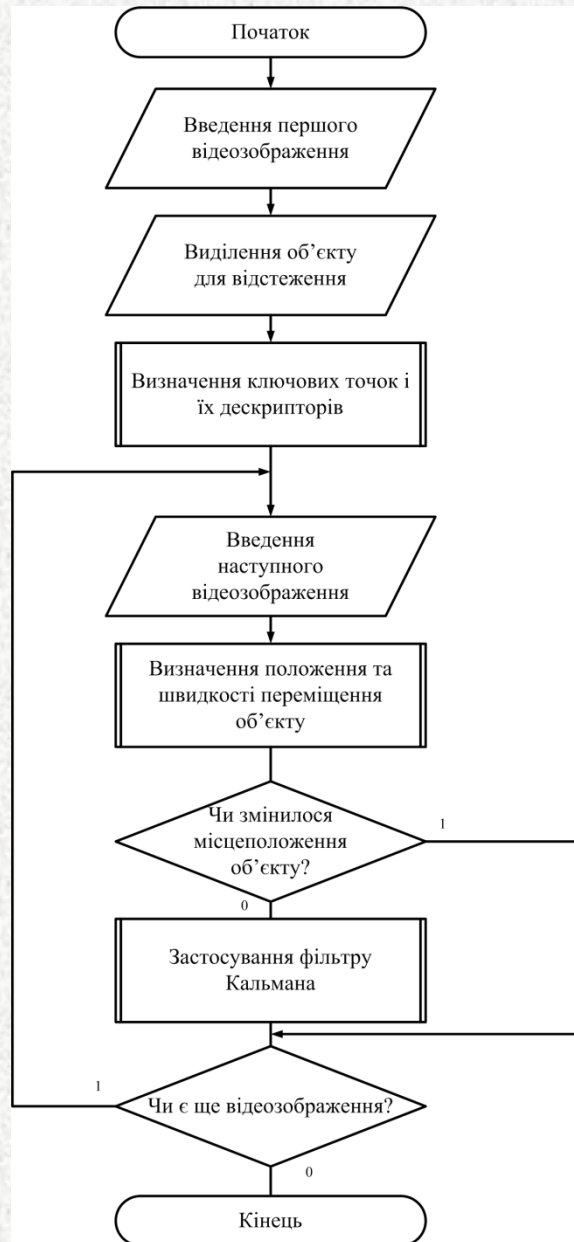 Початок
Введення першого
відеозображення
Виділення об’єкту
для відстеження
Визначення ключових точок і
їх дескрипторів
Введення
наступного
відеозображення
Визначення положення та
швидкості переміщення
об’єкту
Чи змінилося
місцеположення
об’єкту?
1
0
Застосування фільтру
Кальмана
1
Чи є ще відеозображення?
0
Кінець